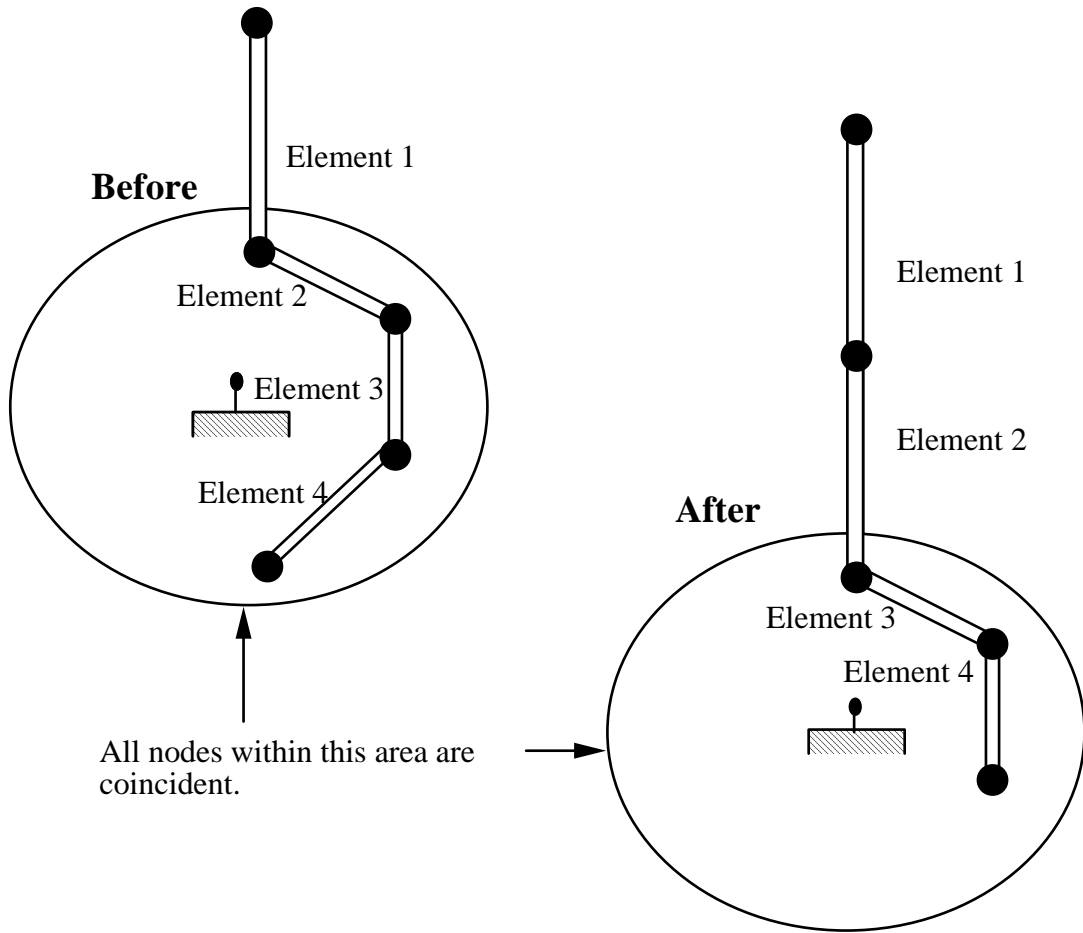 Element 1
Before
Element 2
Element 3
Element 4
All nodes within this area are
coincident.
Element 1
Element 2
After
Element 3
Element 4